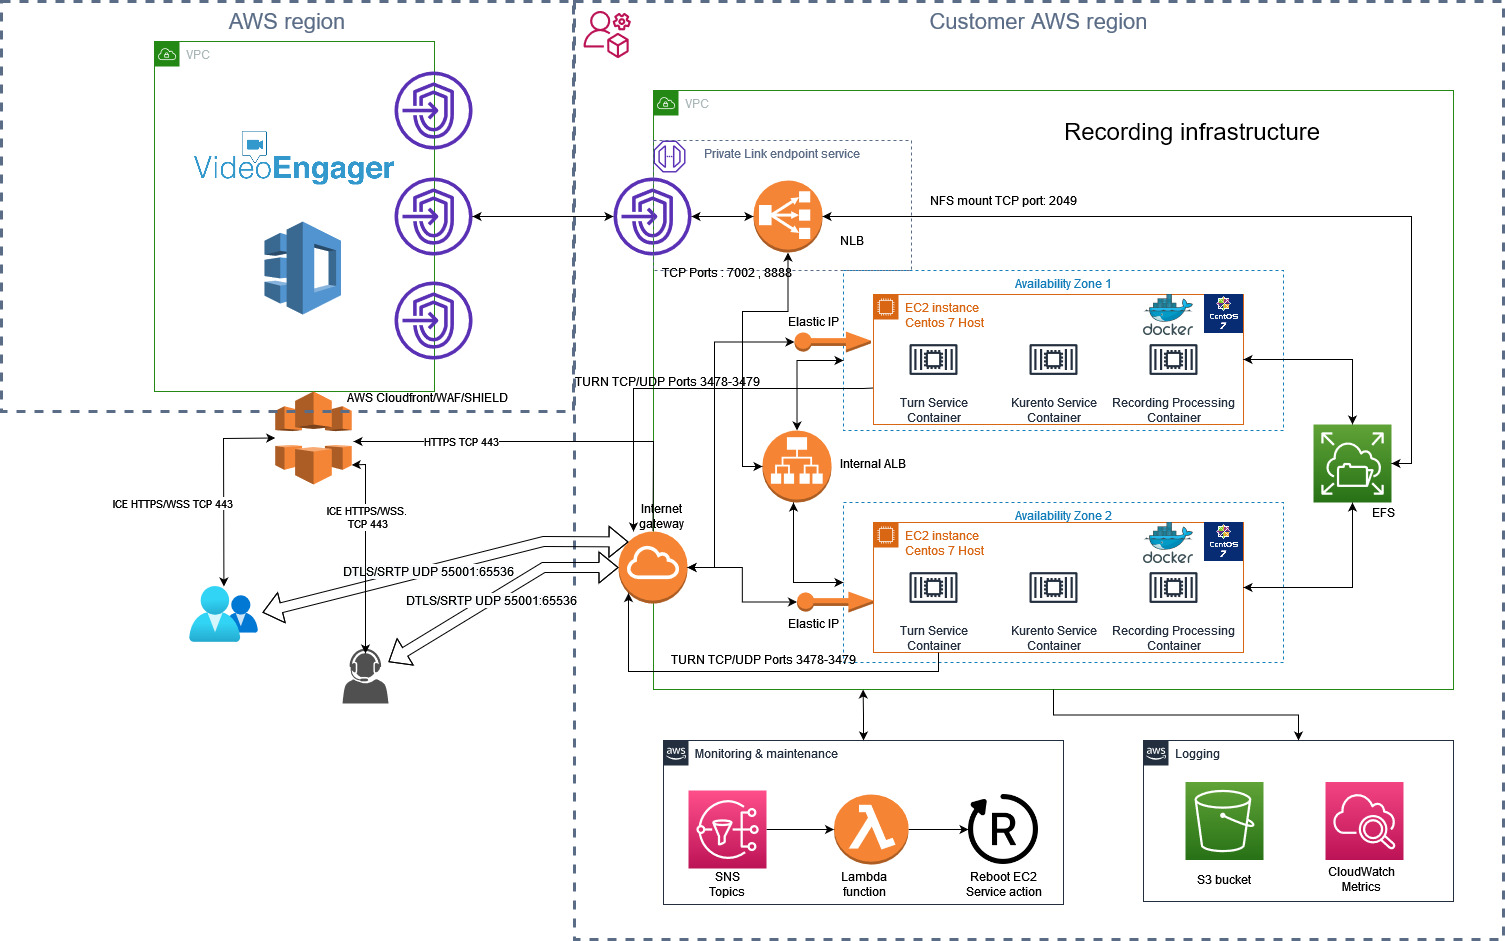 AWS region
Customer AWS region
VPC
VideoEngager
VPC
Recording infrastructure
Private Link endpoint service
NFS mount TCP port: 2049
NLB
TCP Ports : 7002 , 8888
Availability Zone 1
EC2 instance
Centos 7 Host
docker
CentOS
7
Elastic IP
Turn Service
Container
Kurento Service
Container
Recording Processing
Container
TURN TCP/UDP Ports 3478-3479
AWS Cloudfront/WAF/SHIELD
HTTPS TCP 443
Internal ALB
ICE HTTPS/WSS TCP 443
ICE HTTPS/WSS.
TCP 443
Internet
gateway
EFS
Availability Zone 2
EC2 instance
Centos 7 Host
docker
CentOS
7
DTLS/SRTP UDP 55001:65536
DTLS/SRTP UDP 55001:65536
Elastic IP
Turn Service
Container
Kurento Service
Container
Recording Processing
Container
TURN TCP/UDP Ports 3478-3479
aws
Monitoring & maintenance
aws
Logging
R
SNS
Topics
Lambda
function
Reboot EC2
Service action
S3 bucket
CloudWatch
Metrics